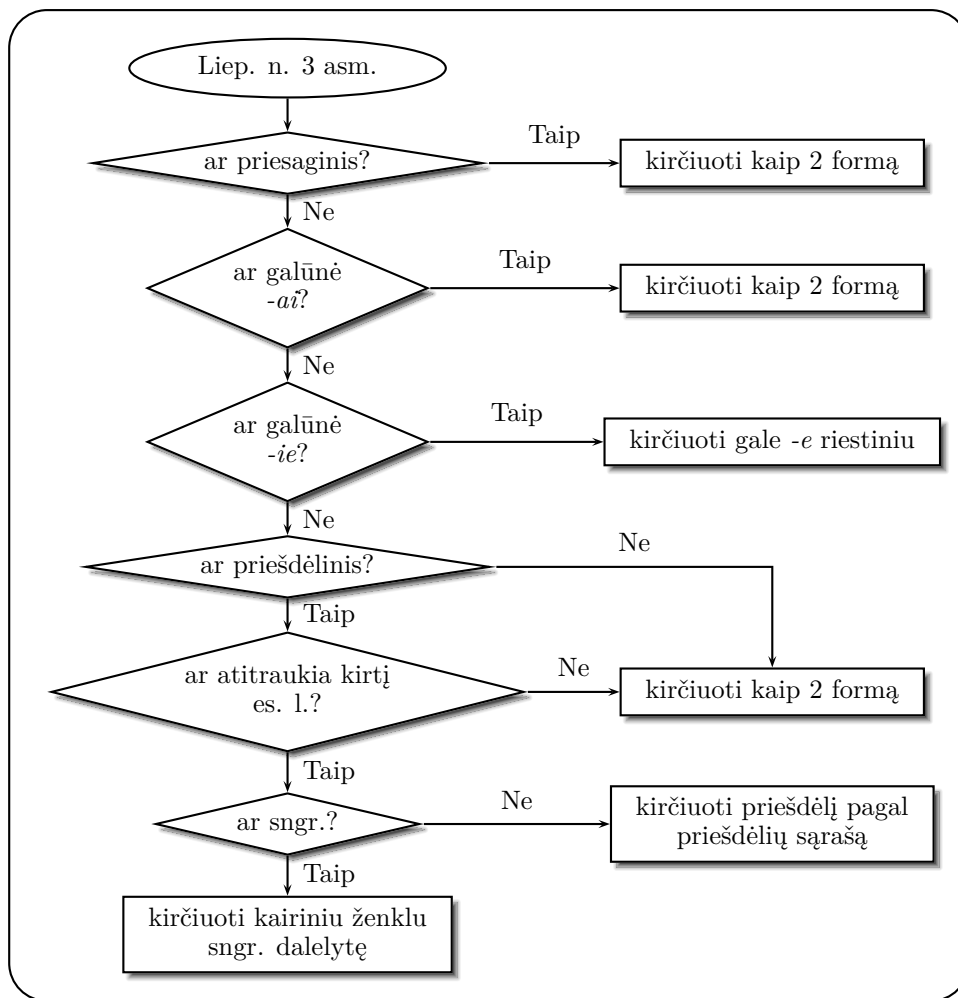 Liep. n. 3 asm.
Taip
ar priesaginis?
kirčiuoti kaip 2 formą
Ne
ar galūnė
-ai?
Taip
kirčiuoti kaip 2 formą
Ne
ar galūnė
-ie?
Taip
kirčiuoti gale -e riestiniu
Ne
ar priešdėlinis?
Ne
Taip
ar atitraukia kirtį
es. l.?
Ne
kirčiuoti kaip 2 formą
Taip
ar sngr.?
Ne
kirčiuoti priešdėlį pagal
priešdėlių sąrašą
Taip
kirčiuoti kairiniu ženklu
sngr. dalelytę